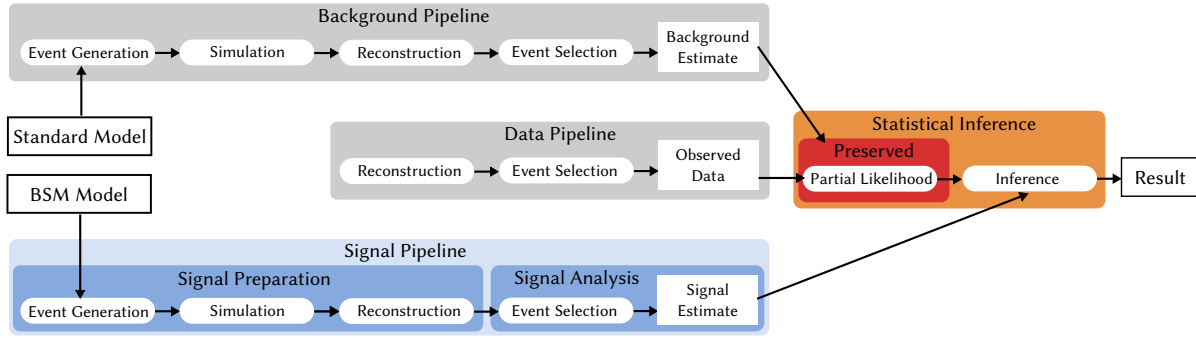 Background Pipeline
Event Generation
Simulation
Reconstruction
Event Selection
Background
Estimate
Standard Model
Data Pipeline
Reconstruction
Event Selection
Observed
Data
Statistical Inference
Preserved
Partial Likelihood
Inference
Result
BSM Model
Signal Pipeline
Signal Preparation
Event Generation
Simulation
Reconstruction
Signal Analysis
Event Selection
Signal
Estimate